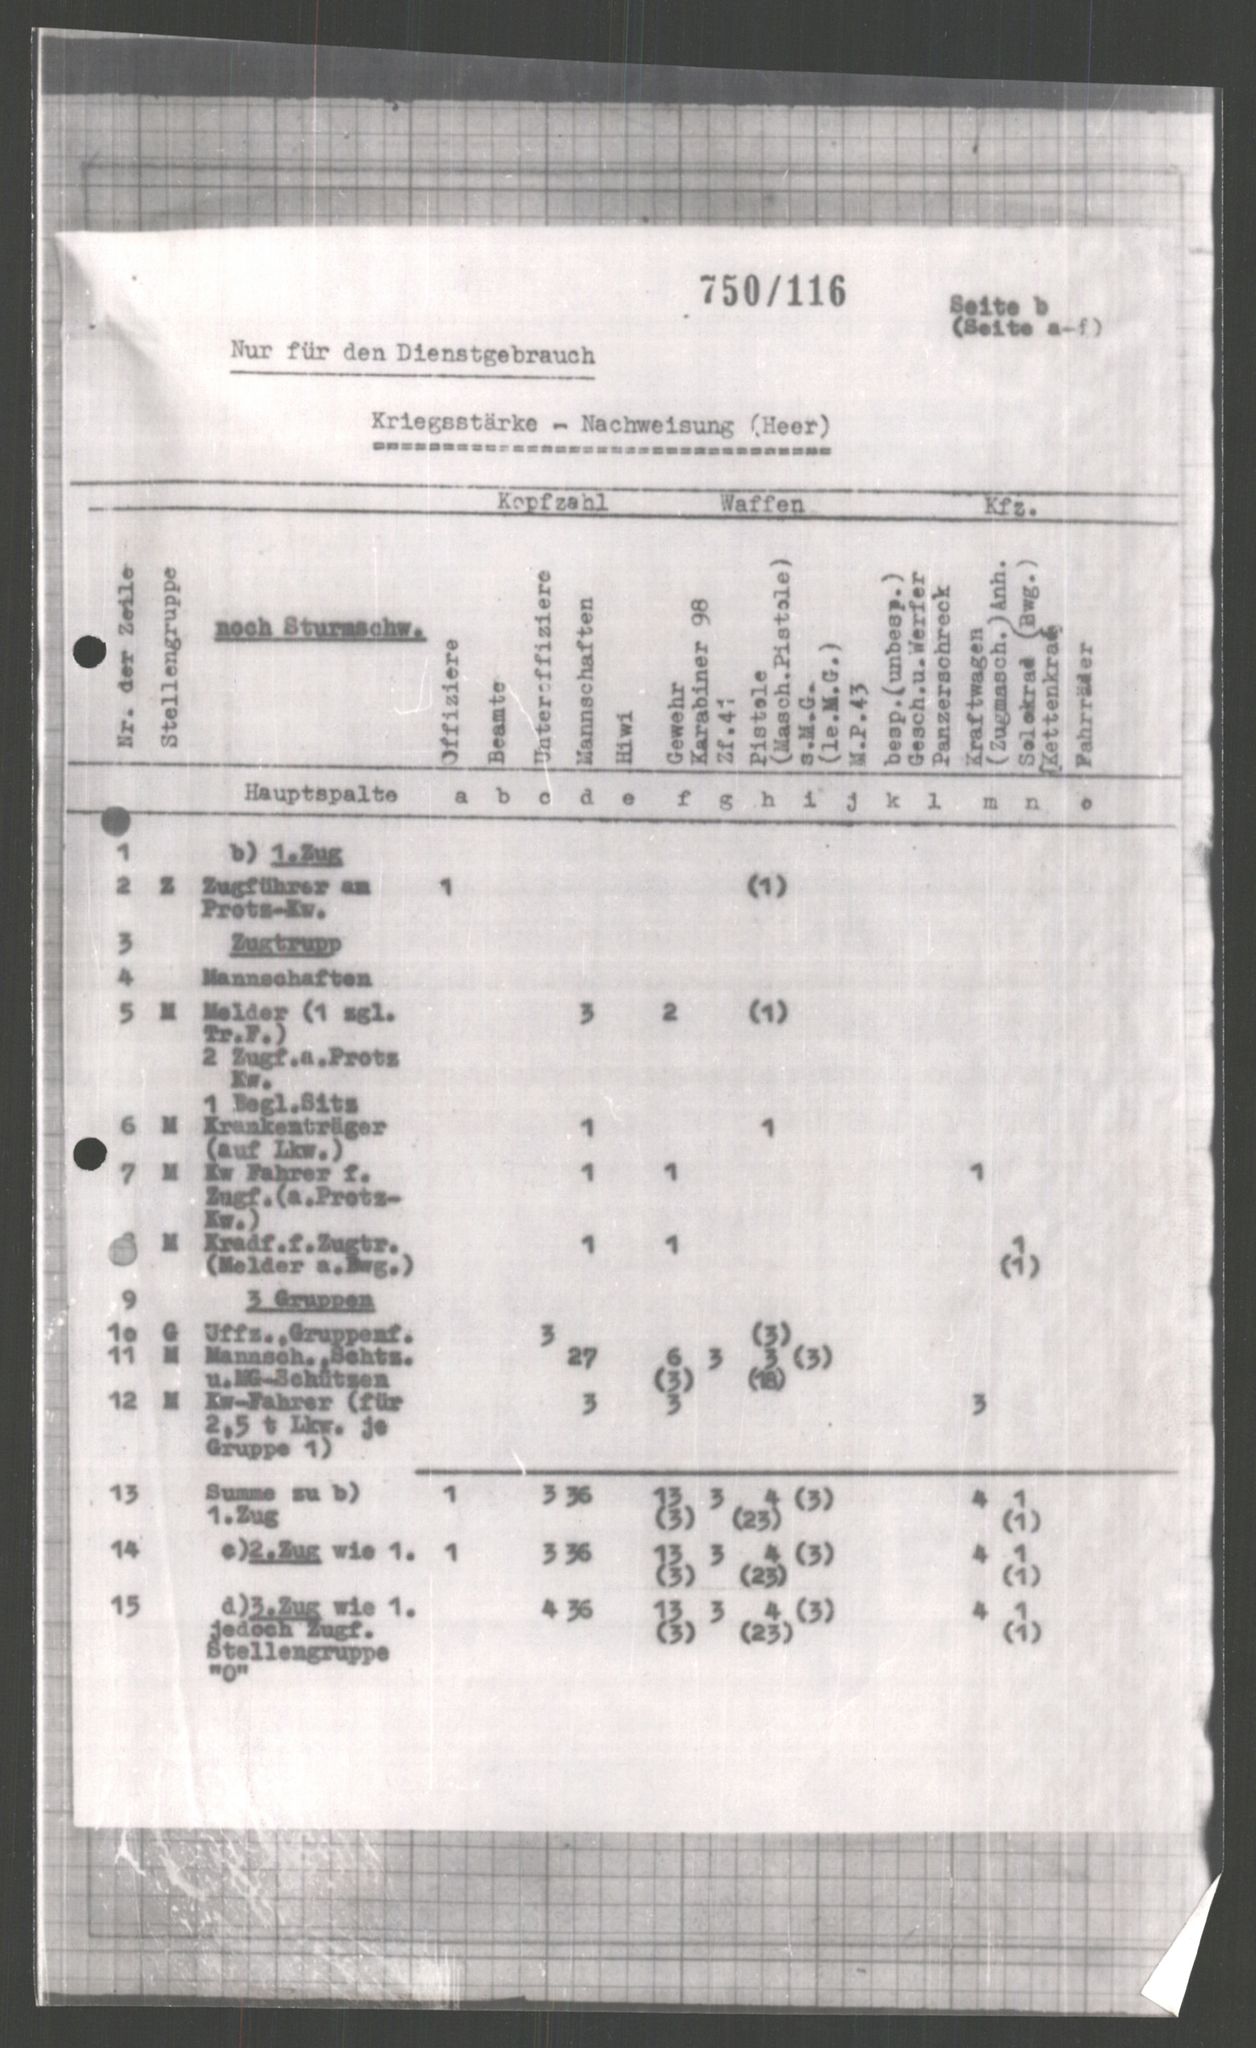 750/116
Seite b
(Seite a-f)
Nur für den Dienstgebrauch
Kriegsstärke - Nachweisung (Heer)
Kopfzahl Waffen Kfz.
Nr. der Zeile
Stellengruppe
noch Sturmschw.
Offiziere
Beamte
Unteroffiziere
Mannschaften
Hiwi
Gewehr
Karabiner 98
Zf.41
Pistole
(Masch.Pistole)
s.M.G.
(le.M.G.)
M.P.43
besp.(unbesp.)
Gesch.u.Werfer
Panzerschreck
Kraftwagen
(Zugmasch.)Anh.
Solokrad (Bwg.)
(Kettenkrad)
Fahrräder
Hauptspalte a b c d e f g h i j k l m n o
1 b) 1.Zug
2 Z Zugführer am 1 (1)
Protz-Kw.
3 Zugtrupp
4 Mannschaften
5 M Melder (1 zgl. 3 2 (1)
Tr.F.)
2 Zugf.a.Protz
Kw.
1 Begl.Sitz
6 M Krankenträger 1 1
(auf Lkw.)
7 M Kw Fahrer f. 1 1 1
Zugf.(a.Protz-
Kw.)
M Kradf.f.Zugtr. 1 1 1
(Melder a.Bwg.) (1)
9 3 Gruppen
10 G Uffz.,Gruppenf. 3 (3)
11 M Mannsch.,Schtz. 27 6 3 3 (3)
u.MG-Schützen (3) (18)
12 M Kw-Fahrer (für 3 3 3
2,5 t Lkw. je
Gruppe 1)
13 Summe zu b) 1 3 36 13 3 4 (3) 4 1
1.Zug (3) (23) (1)
14 c)2.Zug wie 1. 1 3 36 13 3 4 (3) 4 1
(3) (23) (1)
15 d)3.Zug wie 1. 4 36 13 3 4 (3) 4 1
jedoch Zugf. (3) (23) (1)
Stellengruppe
"O"